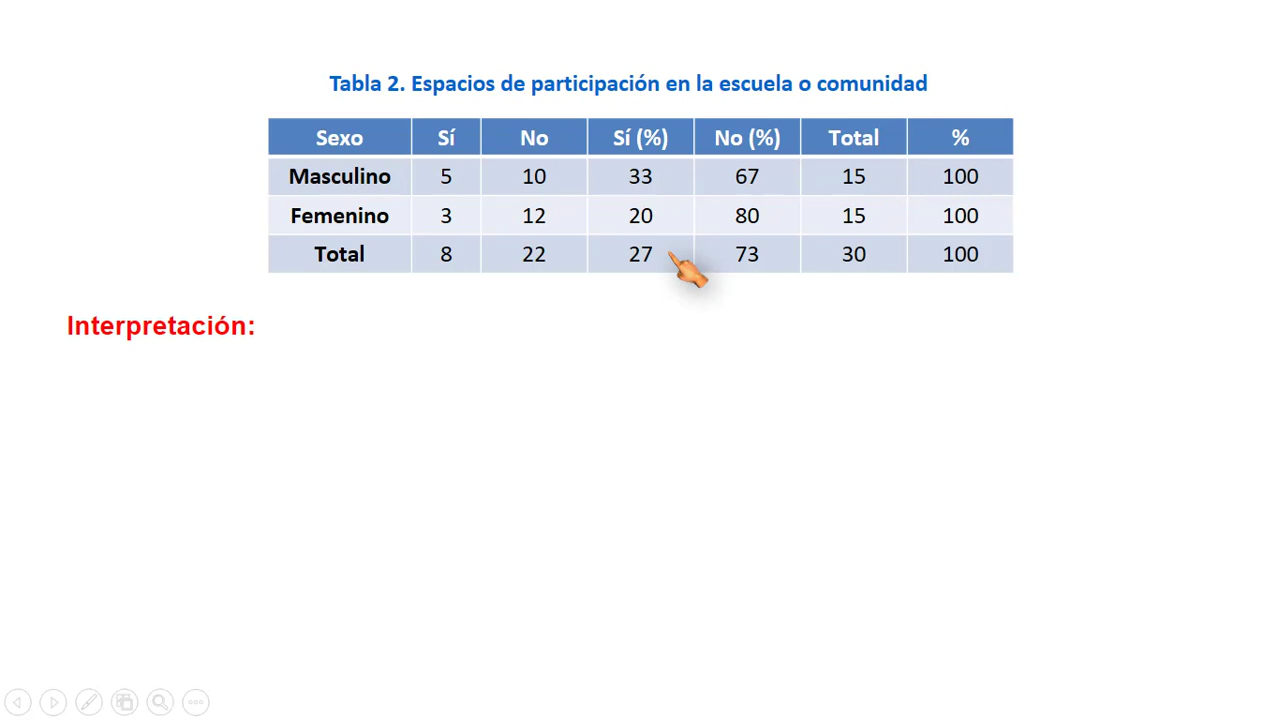 Tabla 2. Espacios de participación en la escuela o comunidad
Sexo Sí No Sí (%) No (%) Total %
Masculino 5 10 33 67 15 100
Femenino 3 12 20 80 15 100
Total 8 22 27 73 30 100
Interpretación: